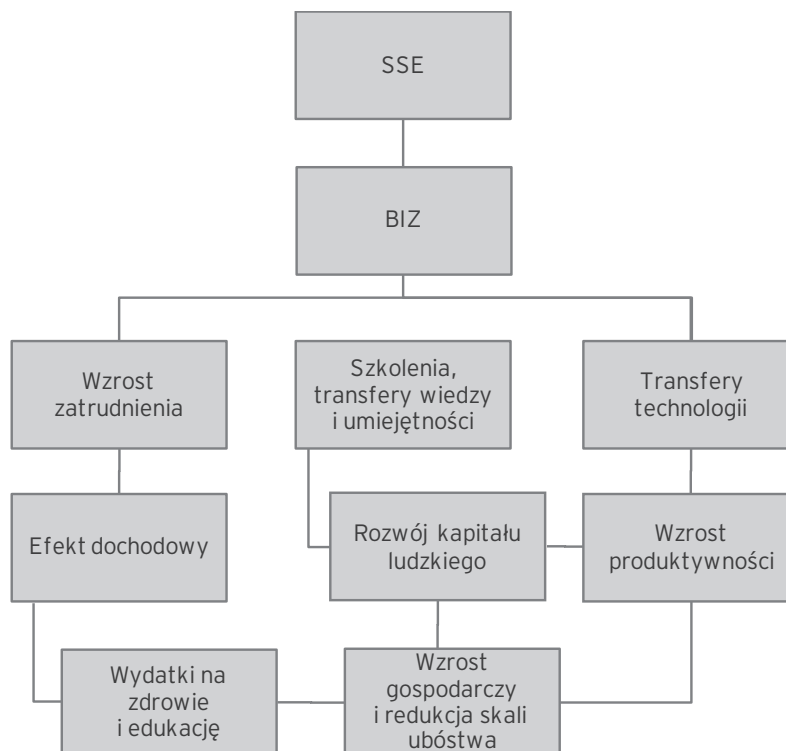 SSE
BIZ
Wzrost
zatrudnienia
Szkolenia,
transfery wiedzy
i umiejętności
Transfery
technologii
Efekt dochodowy
Rozwój kapitału
ludzkiego
Wzrost
produktywności
Wydatki na
zdrowie
i edukację
Wzrost
gospodarczy
i redukcja skali
ubóstwa